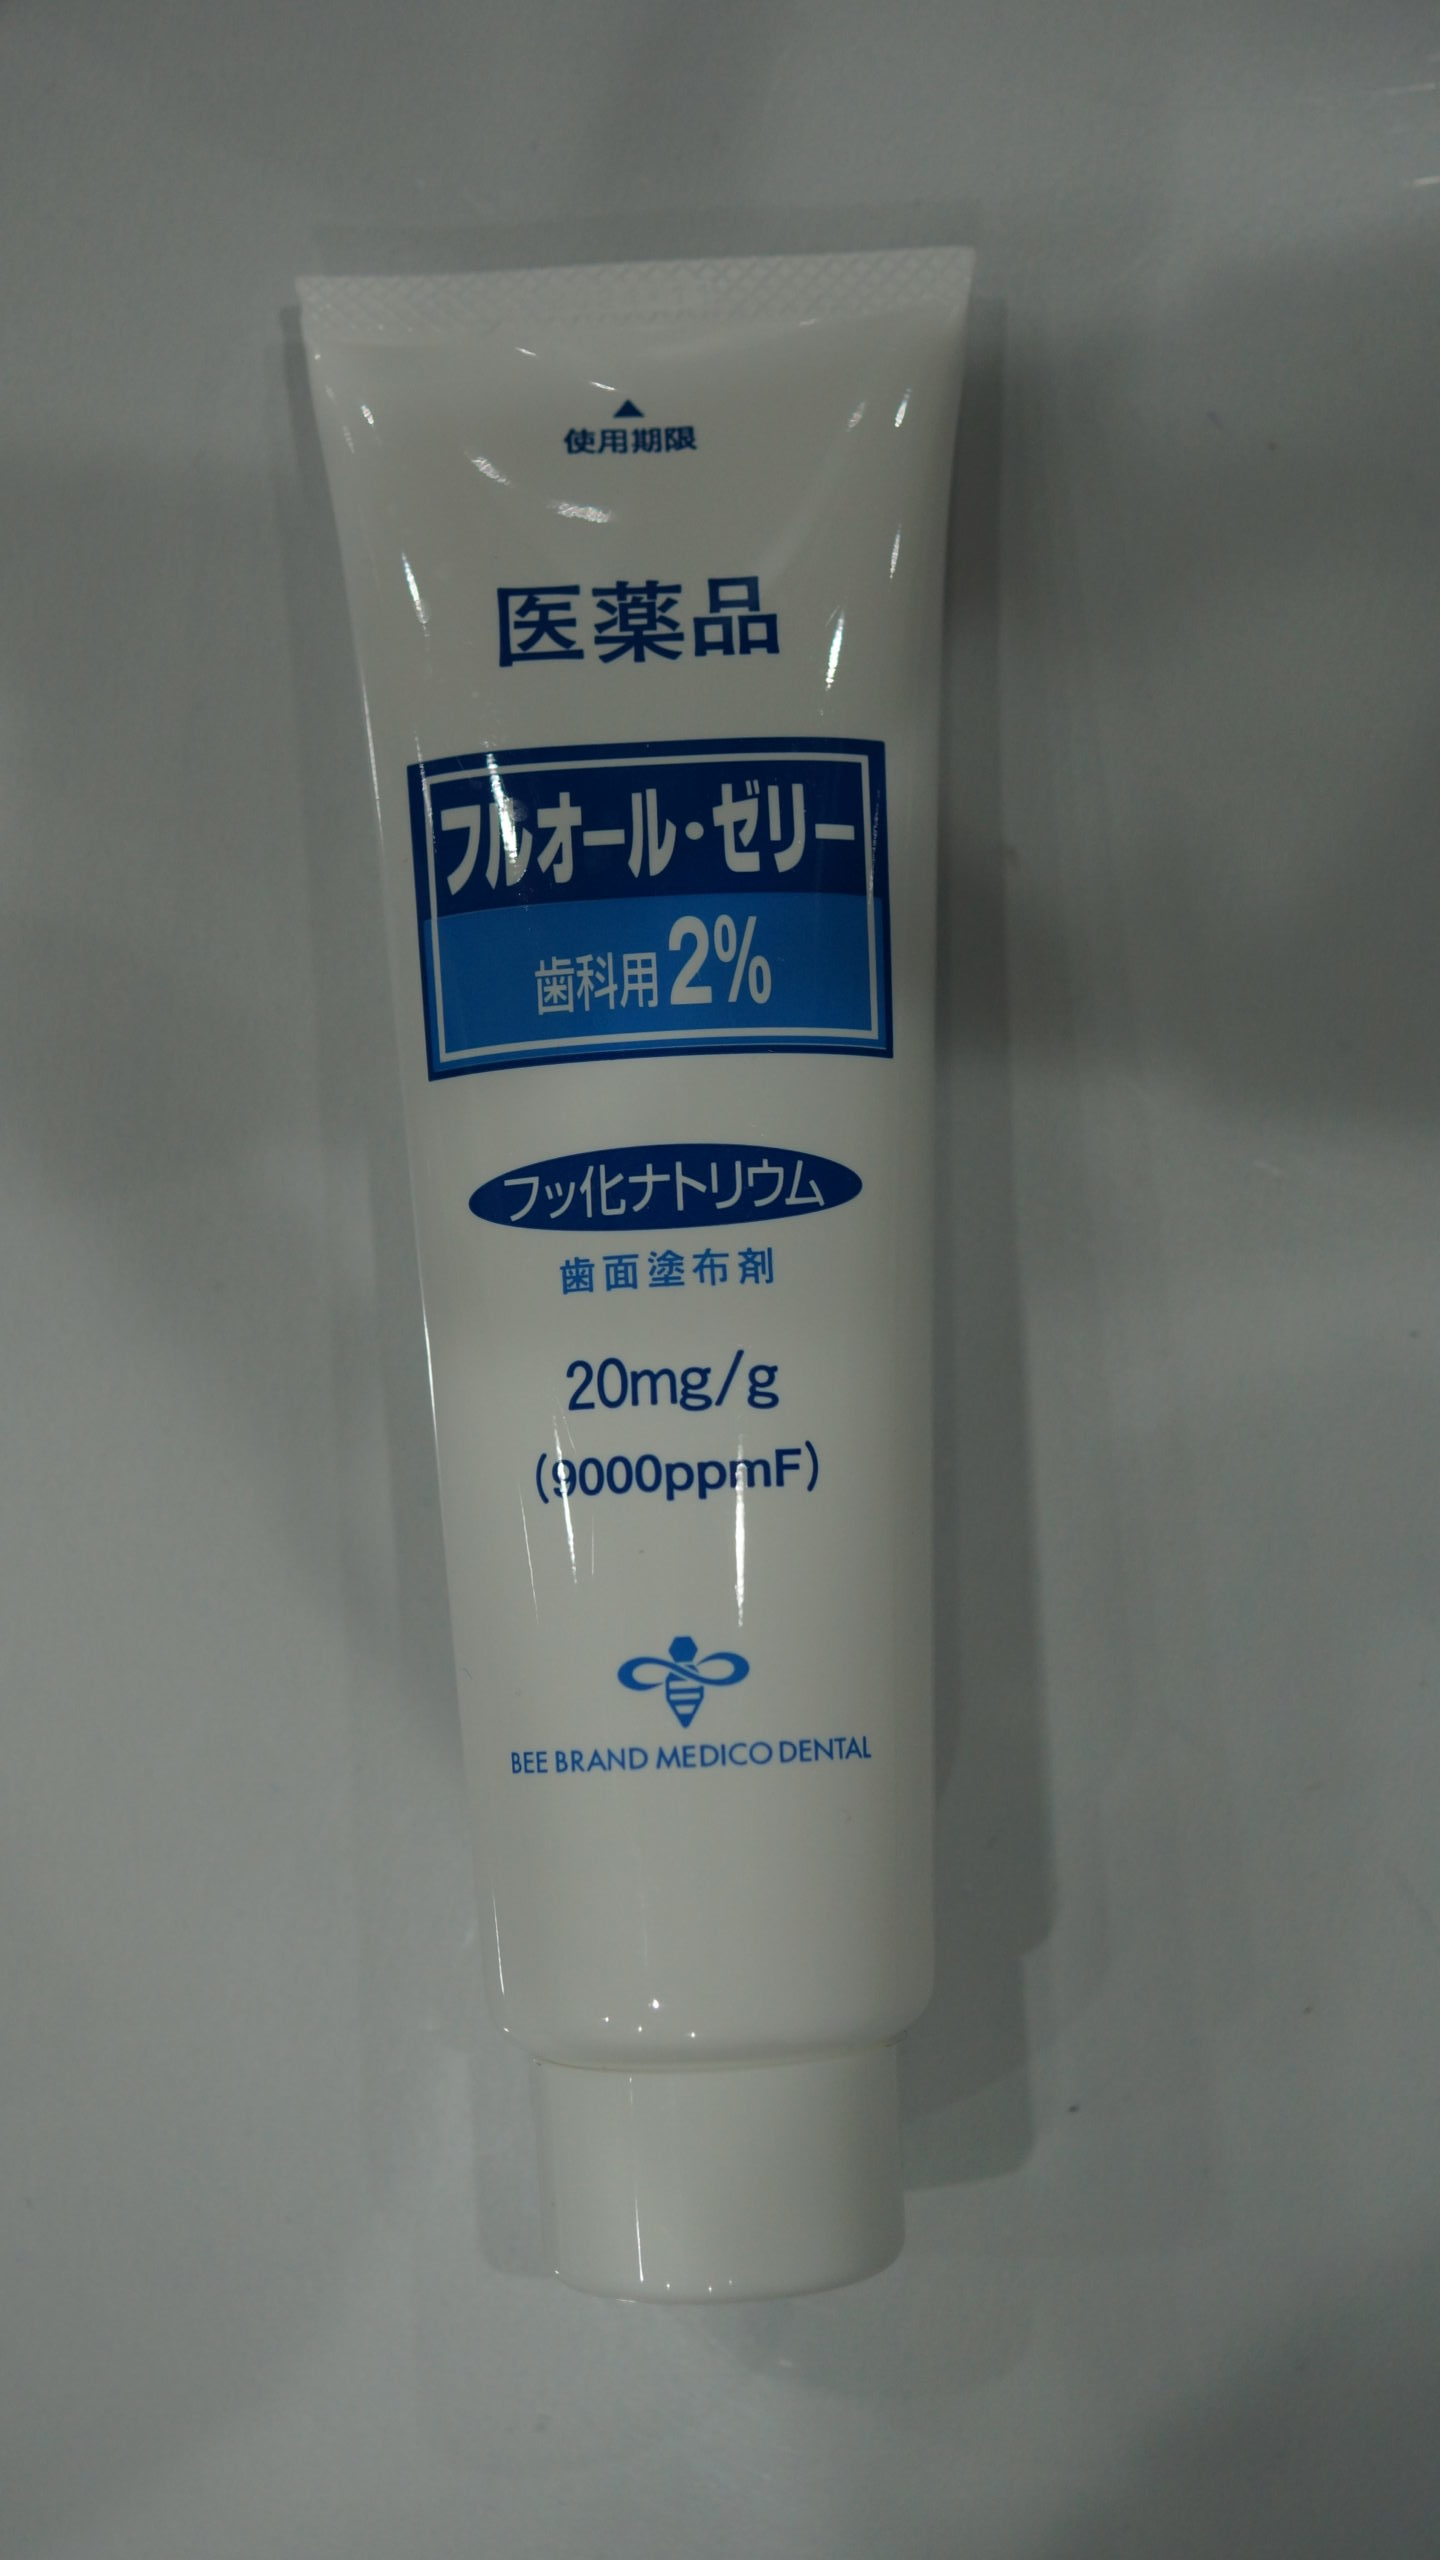 ▲
使用期限
医薬品
フルオール・ゼリー
歯科用2%
フッ化ナトリウム
歯面塗布剤
20mg/g
(9000ppmF)
BEE BRAND MEDICO DENTAL